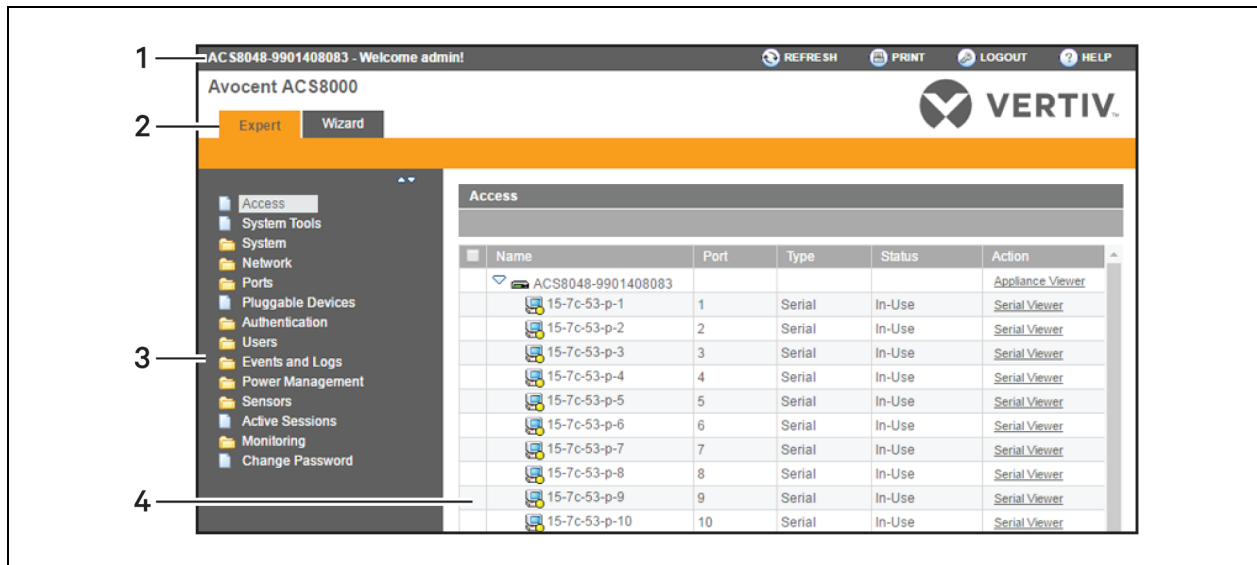 1
ACS8048-9901408083 - Welcome admin! REFRESH PRINT LOGOUT HELP
Avocent ACS8000
VERTIV™
2
Expert Wizard
3
Access
System Tools
System
Network
Ports
Pluggable Devices
Authentication
Users
Events and Logs
Power Management
Sensors
Active Sessions
Monitoring
Change Password
4
Access
Name Port Type Status Action
ACS8048-9901408083 Appliance Viewer
15-7c-53-p-1 1 Serial In-Use Serial Viewer
15-7c-53-p-2 2 Serial In-Use Serial Viewer
15-7c-53-p-3 3 Serial In-Use Serial Viewer
15-7c-53-p-4 4 Serial In-Use Serial Viewer
15-7c-53-p-5 5 Serial In-Use Serial Viewer
15-7c-53-p-6 6 Serial In-Use Serial Viewer
15-7c-53-p-7 7 Serial In-Use Serial Viewer
15-7c-53-p-8 8 Serial In-Use Serial Viewer
15-7c-53-p-9 9 Serial In-Use Serial Viewer
15-7c-53-p-10 10 Serial In-Use Serial Viewer